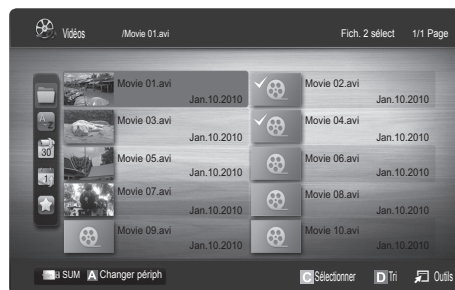 Vidéos /Movie 01.avi Fich. 2 sélect 1/1 Page
Movie 01.avi Movie 02.avi
Jan.10.2010 Jan.10.2010
Movie 03.avi Movie 04.avi
Jan.10.2010 Jan.10.2010
Movie 05.avi Movie 06.avi
Jan.10.2010 Jan.10.2010
Movie 07.avi Movie 08.avi
Jan.10.2010 Jan.10.2010
Movie 09.avi Movie 10.avi
Jan.10.2010 Jan.10.2010
SUM A Changer périph C Sélectionner D Tri Outils